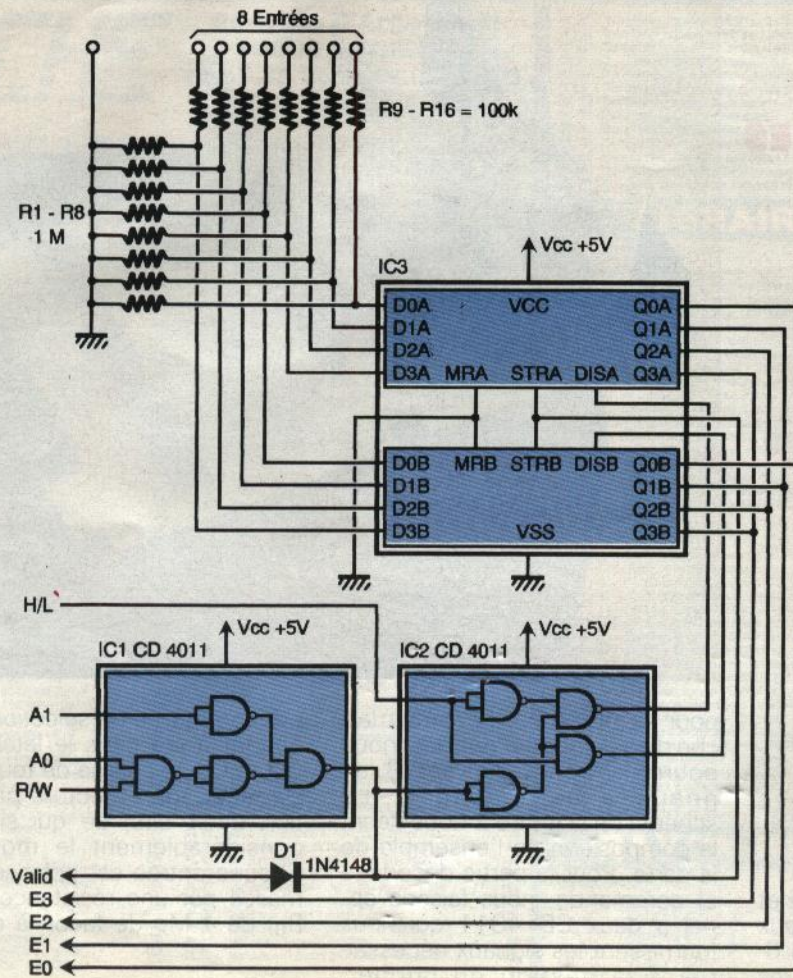 8 Entrées
R9 - R16 = 100k
R1 - R8
1 M
Vcc +5V
IC3
D0A VCC Q0A
D1A Q1A
D2A Q2A
D3A MRA STRA DISA Q3A
D0B MRB STRB DISB Q0B
D1B Q1B
D2B Q2B
D3B VSS Q3B
H/L
Vcc +5V
Vcc +5V
IC1 CD 4011
IC2 CD 4011
A1
A0
R/W
D1
1N4148
Valid
E3
E2
E1
E0